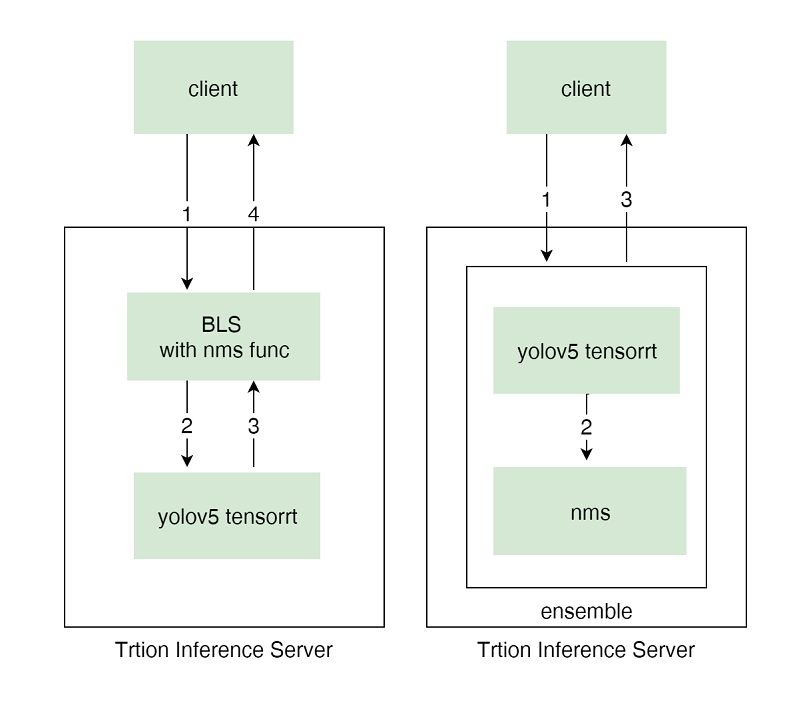 client
1
4
BLS
with nms func
2
3
yolov5 tensorrt
Trtion Inference Server
client
1
3
yolov5 tensorrt
2
nms
ensemble
Trtion Inference Server